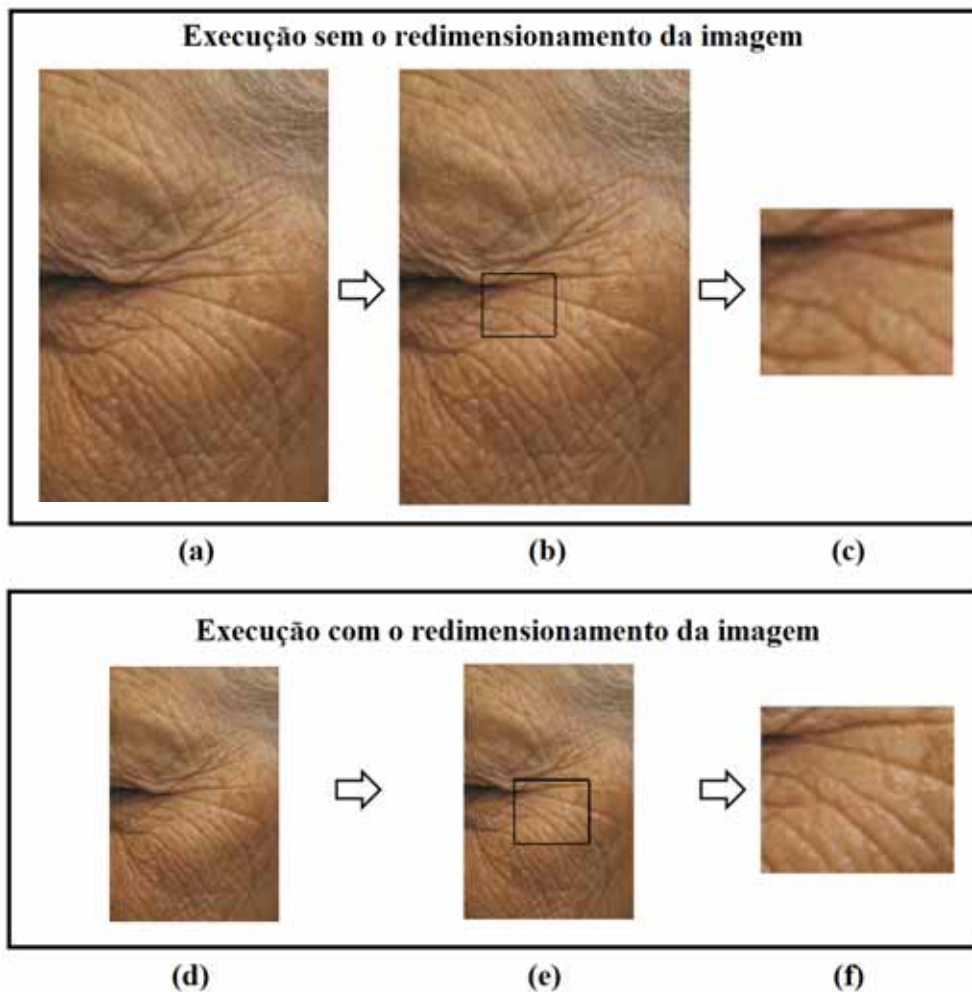 Execução sem o redimensionamento da imagem
(a) (b) (c)
Execução com o redimensionamento da imagem
(d) (e) (f)